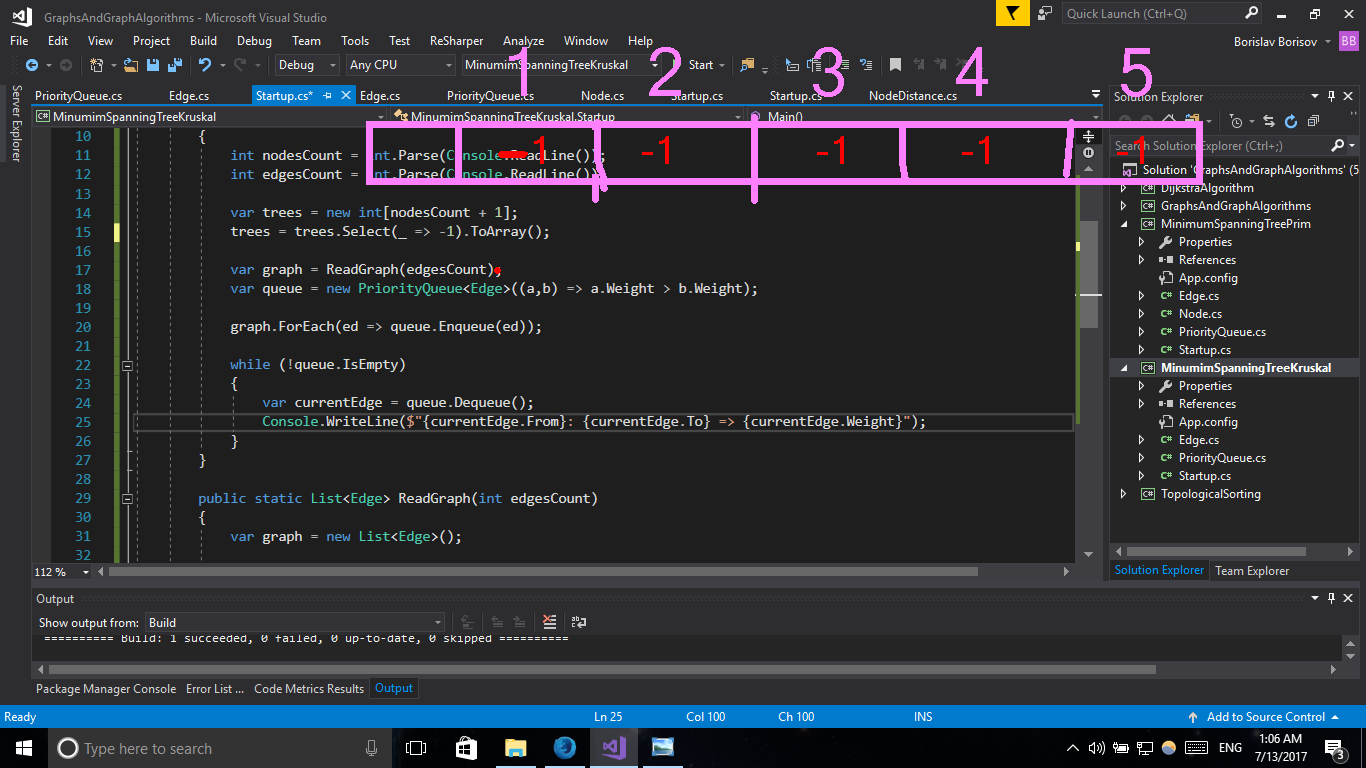 GraphsAndGraphAlgorithms - Microsoft Visual Studio
Quick Launch (Ctrl+Q)
File Edit View Project Build Debug Team Tools Test ReSharper Analyze Window Help
Borislav Borisov BB
Debug Any CPU MinumimSpanningTreeKruskal Start
1 2 3 4 5
Server Explorer
PriorityQueue.cs Edge.cs Startup.cs* Edge.cs PriorityQueue.cs Node.cs Startup.cs Startup.cs NodeDistance.cs
MinumimSpanningTreeKruskal MinumimSpanningTreeKruskal.Startup Main()
-1 -1 -1 -1 -1
10 {
11 int nodesCount = int.Parse(Console.ReadLine());
12 int edgesCount = int.Parse(Console.ReadLine());
13
14 var trees = new int[nodesCount + 1];
15 trees = trees.Select(_ => -1).ToArray();
16
17 var graph = ReadGraph(edgesCount);
18 var queue = new PriorityQueue<Edge>((a,b) => a.Weight > b.Weight);
19
20 graph.ForEach(ed => queue.Enqueue(ed));
21
22 while (!queue.IsEmpty)
23 {
24 var currentEdge = queue.Dequeue();
25 Console.WriteLine($"{currentEdge.From}: {currentEdge.To} => {currentEdge.Weight}");
26 }
27 }
28
29 public static List<Edge> ReadGraph(int edgesCount)
30 {
31 var graph = new List<Edge>();
32
112 %
Solution Explorer
Search Solution Explorer (Ctrl+;)
Solution 'GraphsAndGraphAlgorithms' (5
DijkstraAlgorithm
GraphsAndGraphAlgorithms
MinimumSpanningTreePrim
Properties
References
App.config
Edge.cs
Node.cs
PriorityQueue.cs
Startup.cs
MinumimSpanningTreeKruskal
Properties
References
App.config
Edge.cs
PriorityQueue.cs
Startup.cs
TopologicalSorting
Solution Explorer Team Explorer
Output
Show output from: Build
========== Build: 1 succeeded, 0 failed, 0 up-to-date, 0 skipped ==========
Package Manager Console Error List ... Code Metrics Results Output
Ready Ln 25 Col 100 Ch 100 INS Add to Source Control
Type here to search
ENG
1:06 AM
7/13/2017
3